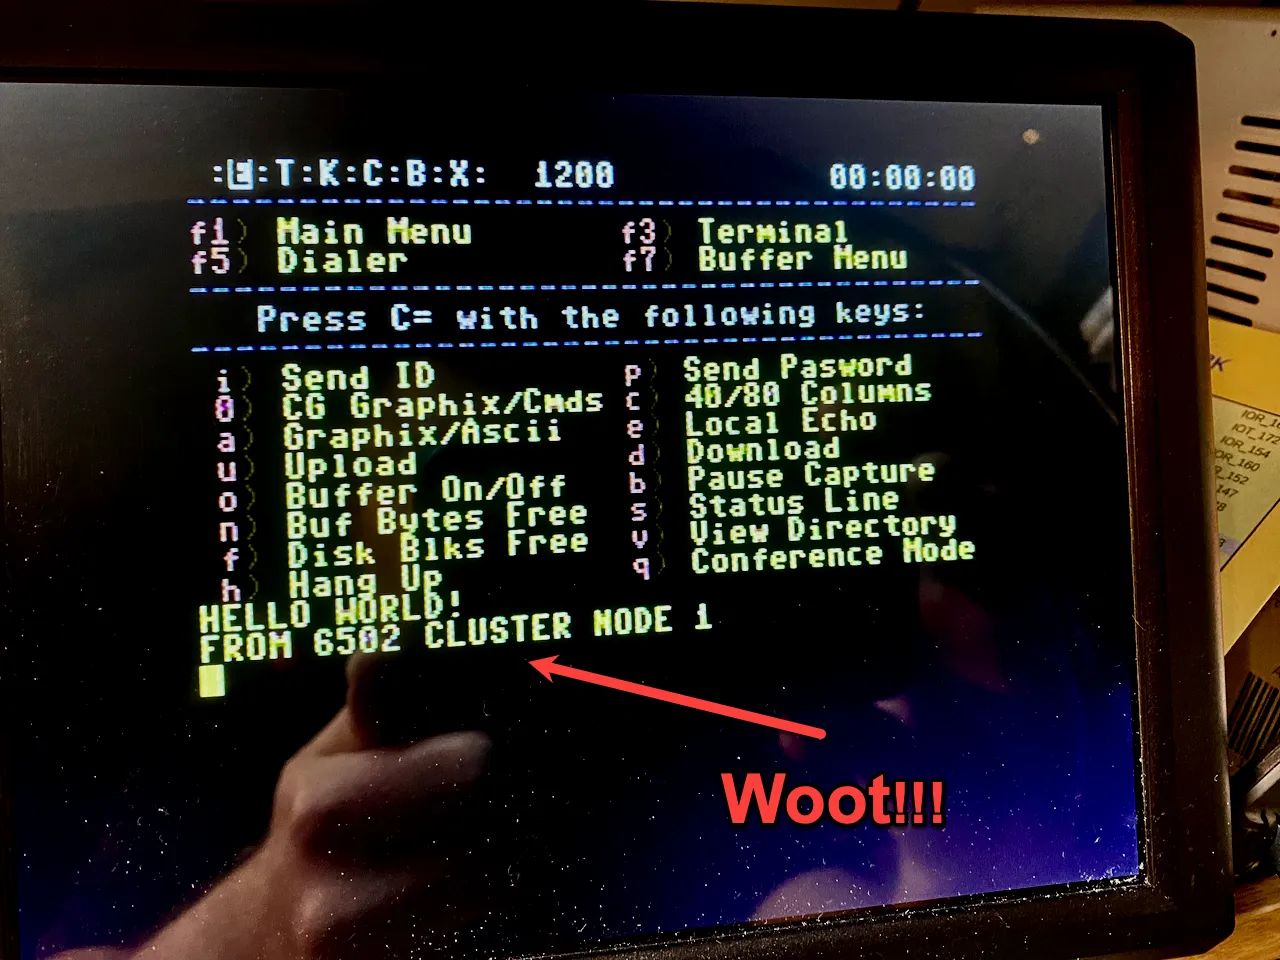 :E:T:K:C:B:X: 1200 00:00:00
f1) Main Menu f3) Terminal
f5) Dialer f7) Buffer Menu
Press C= with the following keys:
i) Send ID p) Send Pasword
0) CG Graphix/Cmds c) 40/80 Columns
a) Graphix/Ascii e) Local Echo
u) Upload d) Download
o) Buffer On/Off b) Pause Capture
n) Buf Bytes Free s) Status Line
f) Disk Blks Free v) View Directory
h) Hang Up q) Conference Mode
HELLO WORLD!
FROM 6502 CLUSTER NODE 1
Woot!!!
IOT_172
IOR_154